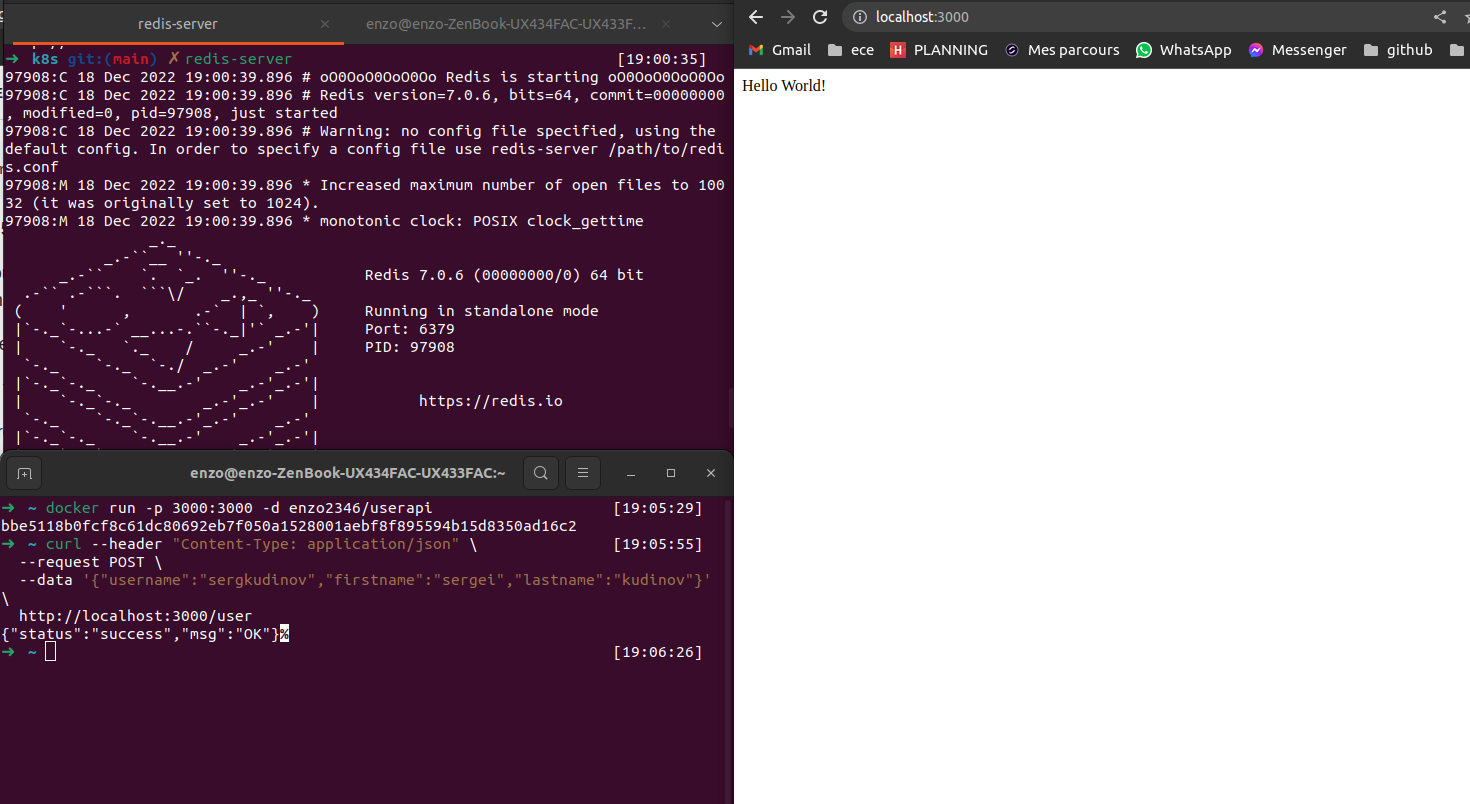 redis-server × enzo@enzo-ZenBook-UX434FAC-UX433F… ×
➜ k8s git:(main) ✗ redis-server [19:00:35]
97908:C 18 Dec 2022 19:00:39.896 # oO0OoO0OoO0Oo Redis is starting oO0OoO0OoO0Oo
97908:C 18 Dec 2022 19:00:39.896 # Redis version=7.0.6, bits=64, commit=00000000
, modified=0, pid=97908, just started
97908:C 18 Dec 2022 19:00:39.896 # Warning: no config file specified, using the
default config. In order to specify a config file use redis-server /path/to/redi
s.conf
97908:M 18 Dec 2022 19:00:39.896 * Increased maximum number of open files to 100
32 (it was originally set to 1024).
97908:M 18 Dec 2022 19:00:39.896 * monotonic clock: POSIX clock_gettime
Redis 7.0.6 (00000000/0) 64 bit
Running in standalone mode
Port: 6379
PID: 97908
https://redis.io
enzo@enzo-ZenBook-UX434FAC-UX433FAC:~
➜ ~ docker run -p 3000:3000 -d enzo2346/userapi [19:05:29]
bbe5118b0fcf8c61dc80692eb7f050a1528001aebf8f895594b15d8350ad16c2
➜ ~ curl --header "Content-Type: application/json" \ [19:05:55]
--request POST \
--data '{"username":"sergkudinov","firstname":"sergei","lastname":"kudinov"}'
\
http://localhost:3000/user
{"status":"success","msg":"OK"}%
➜ ~ [19:06:26]
localhost:3000
Gmail ece PLANNING Mes parcours WhatsApp Messenger github
Hello World!